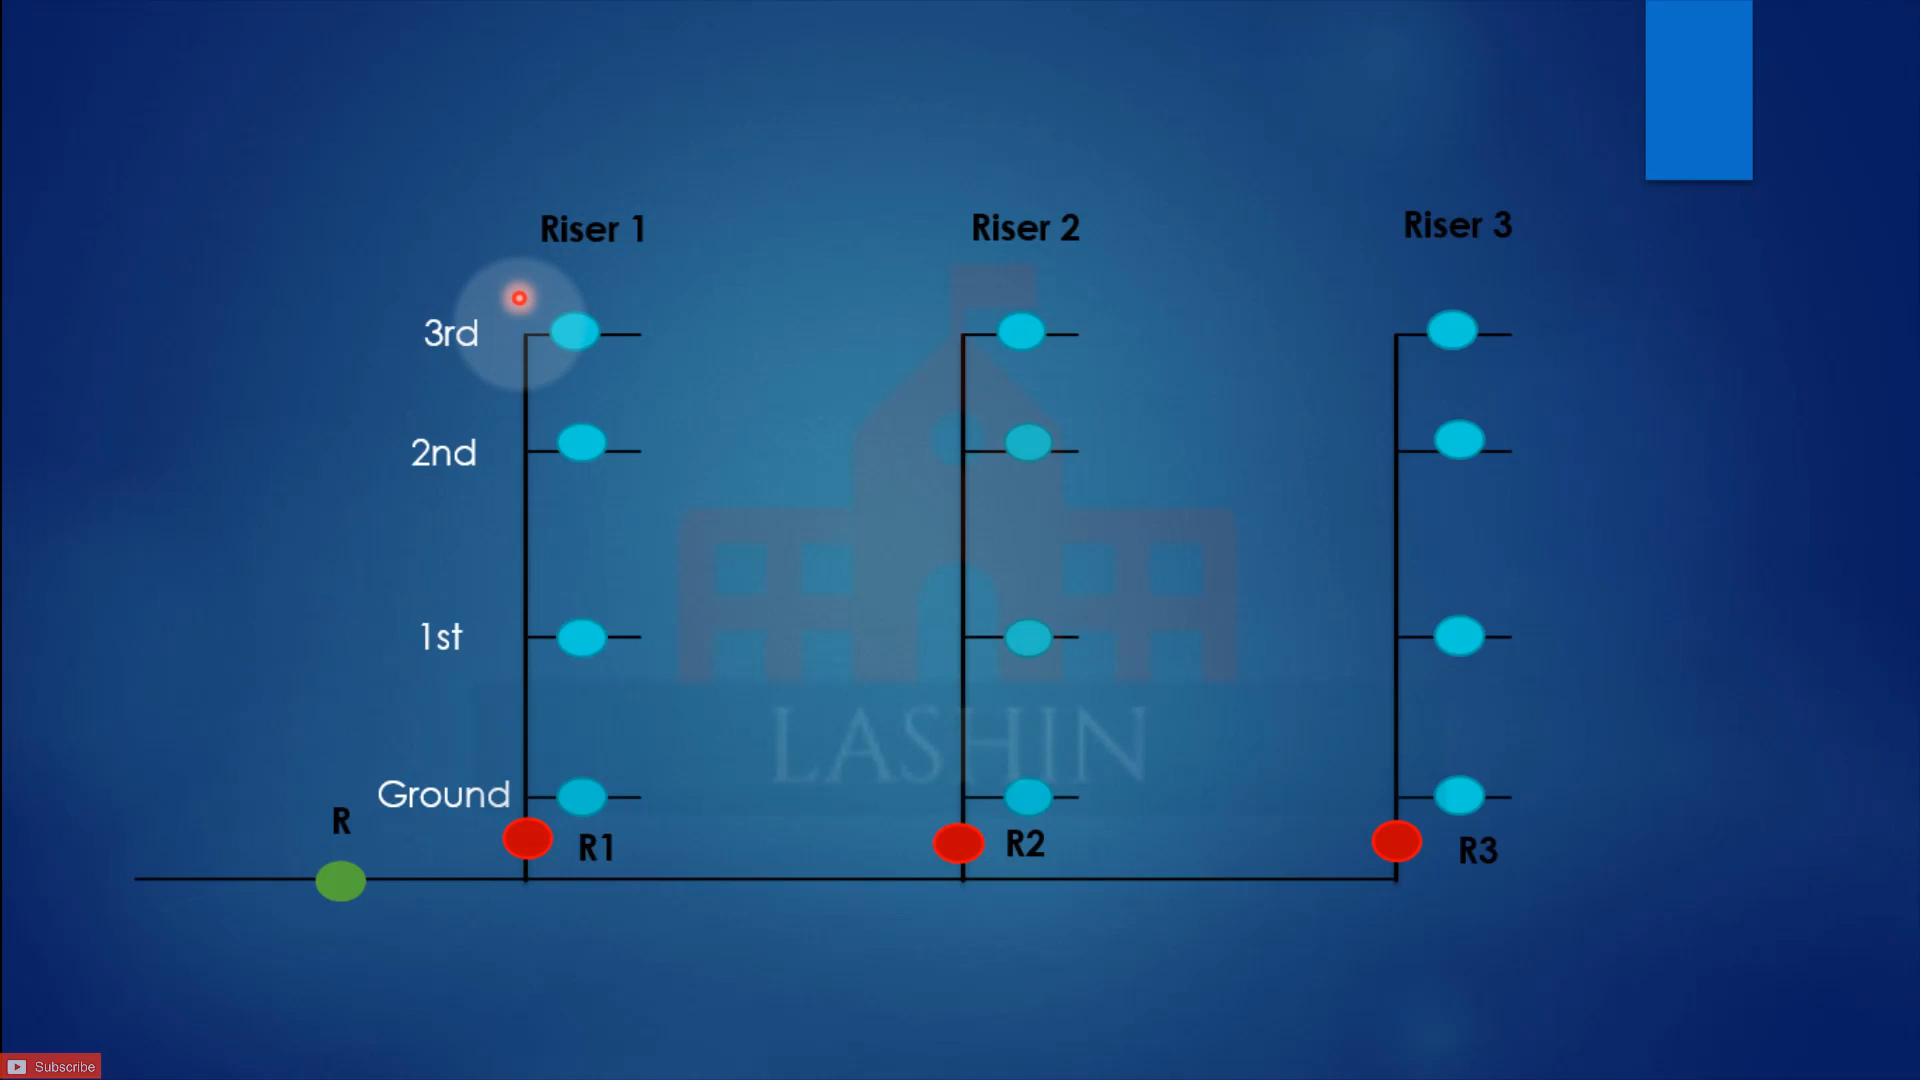 Riser 1
Riser 2
Riser 3
3rd
2nd
1st
LASHIN
Ground
R
R1
R2
R3
Subscribe